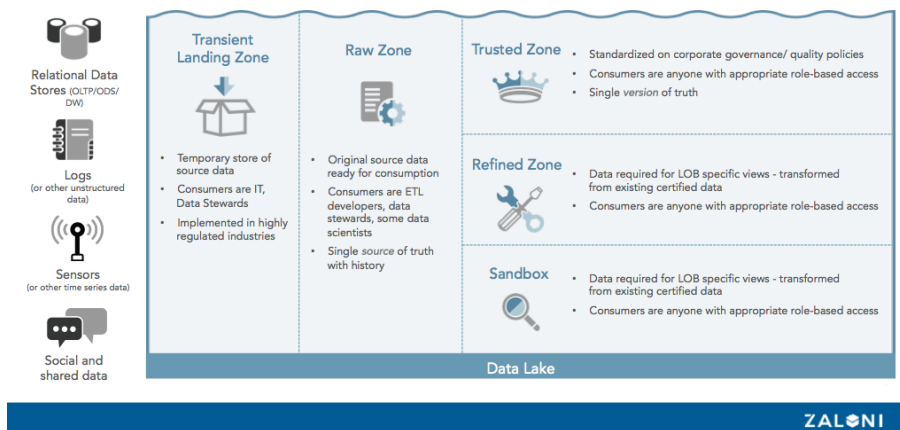 Relational Data
Stores (OLTP/ODS/
DW)
Logs
(or other unstructured
data)
Sensors
(or other time series data)
Social and
shared data
Transient
Landing Zone
• Temporary store of
source data
• Consumers are IT,
Data Stewards
• Implemented in highly
regulated industries
Raw Zone
• Original source data
ready for consumption
• Consumers are ETL
developers, data
stewards, some data
scientists
• Single source of truth
with history
Trusted Zone
• Standardized on corporate governance/ quality policies
• Consumers are anyone with appropriate role-based access
• Single version of truth
Refined Zone
• Data required for LOB specific views - transformed
from existing certified data
• Consumers are anyone with appropriate role-based access
Sandbox
• Data required for LOB specific views - transformed
from existing certified data
• Consumers are anyone with appropriate role-based access
Data Lake
ZALONI